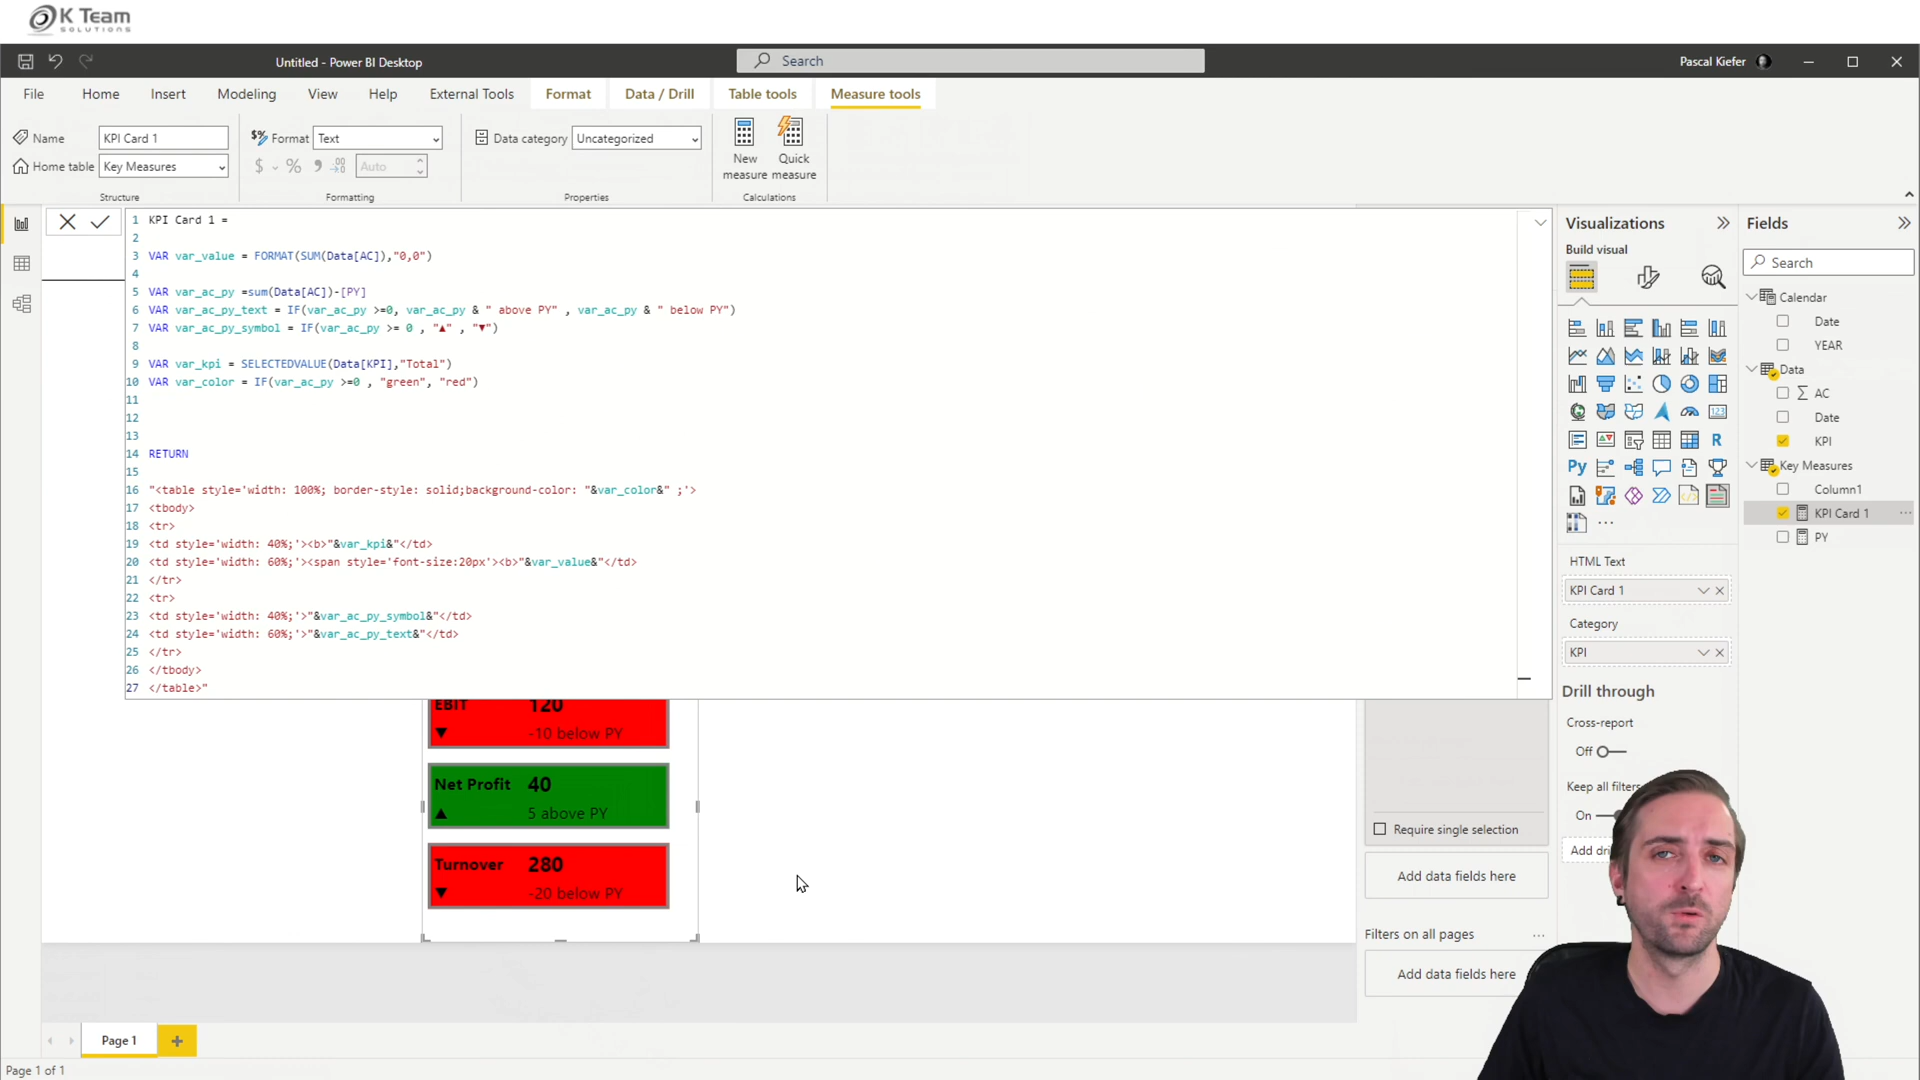 K Team
SOLUTIONS
Untitled - Power BI Desktop
Search
Pascal Kiefer
File
Home
Insert
Modeling
View
Help
External Tools
Format
Data / Drill
Table tools
Measure tools
Name
KPI Card 1
Format
Text
Data category
Uncategorized
Home table
Key Measures
$
%
Auto
New
measure
Quick
measure
Structure
Formatting
Properties
Calculations
1 KPI Card 1 =
2
3 VAR var_value = FORMAT(SUM(Data[AC]),"0,0")
4
5 VAR var_ac_py =sum(Data[AC])-[PY]
6 VAR var_ac_py_text = IF(var_ac_py >=0, var_ac_py & " above PY" , var_ac_py & " below PY")
7 VAR var_ac_py_symbol = IF(var_ac_py >= 0 , "▲" , "▼")
8
9 VAR var_kpi = SELECTEDVALUE(Data[KPI],"Total")
10 VAR var_color = IF(var_ac_py >=0 , "green", "red")
11
12
13
14 RETURN
15
16 "<table style='width: 100%; border-style: solid;background-color: "&var_color&" ;'>
17 <tbody>
18 <tr>
19 <td style='width: 40%;'><b>"&var_kpi&"</td>
20 <td style='width: 60%;'><span style='font-size:20px'><b>"&var_value&"</td>
21 </tr>
22 <tr>
23 <td style='width: 40%;'>"&var_ac_py_symbol&"</td>
24 <td style='width: 60%;'>"&var_ac_py_text&"</td>
25 </tr>
26 </tbody>
27 </table>"
EBIT 120
▼ -10 below PY
Net Profit 40
▲ 5 above PY
Turnover 280
▼ -20 below PY
Require single selection
Add data fields here
Filters on all pages
Add data fields here
Visualizations
Build visual
123
R
Py
HTML Text
KPI Card 1
Category
KPI
Drill through
Cross-report
Off
Keep all filters
On
Add
Fields
Search
Calendar
Date
YEAR
Data
AC
Date
KPI
Key Measures
Column1
KPI Card 1
PY
Page 1
Page 1 of 1